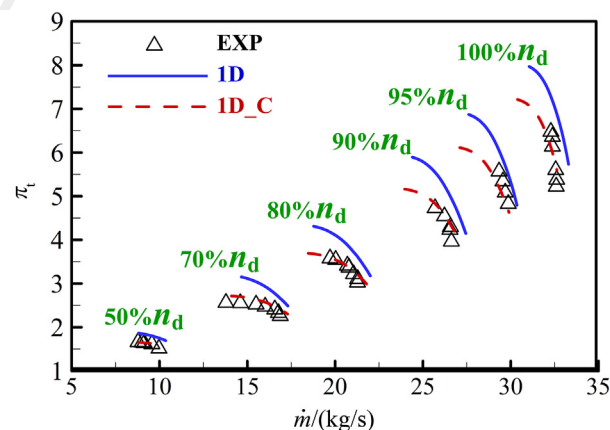 9
8
7
6
5
4
3
2
1
π_t
EXP
1D
1D_C
100%n_d
95%n_d
90%n_d
80%n_d
70%n_d
50%n_d
5 10 15 20 25 30 35
ṁ/(kg/s)